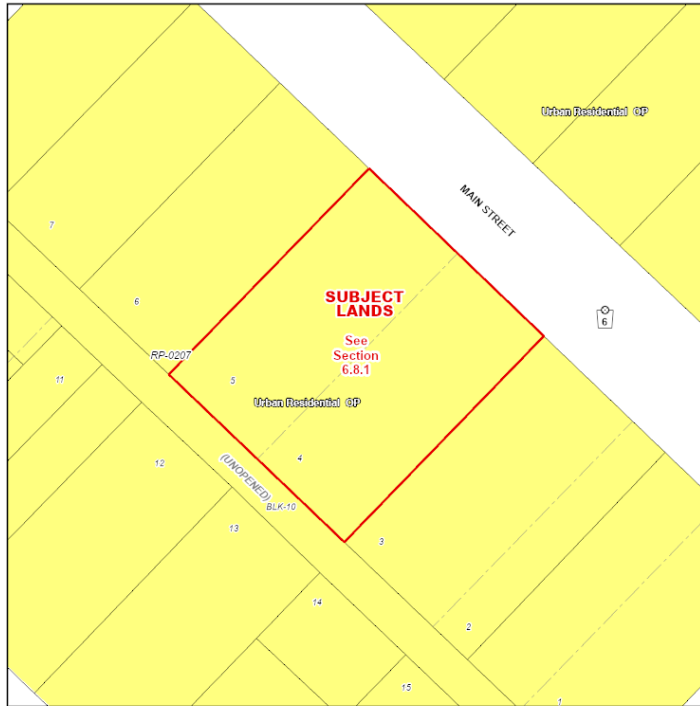 Urban Residential OP
MAIN STREET
7
SUBJECT
LANDS
6
6
See
Section
6.8.1
RP-0207
11
5
Urban Residential OP
4
12
(UNOPENED)
BLK-10
13
3
14
2
15
1